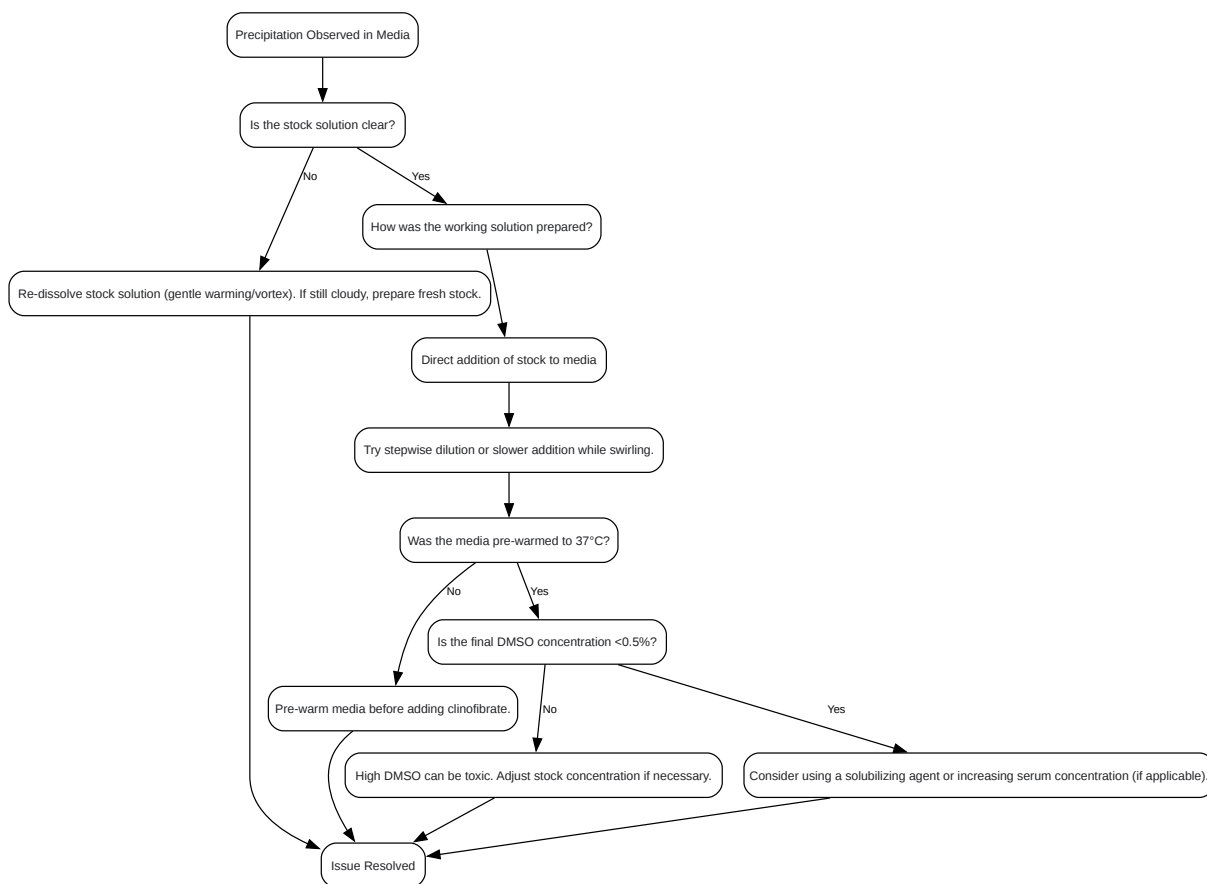 Precipitation Observed in Media
Is the stock solution clear?
No
Yes
How was the working solution prepared?
Re-dissolve stock solution (gentle warming/vortex). If still cloudy, prepare fresh stock.
Direct addition of stock to media
Try stepwise dilution or slower addition while swirling.
Was the media pre-warmed to 37°C?
No
Yes
Is the final DMSO concentration <0.5%?
Pre-warm media before adding clinofibrate.
No
Yes
High DMSO can be toxic. Adjust stock concentration if necessary.
Consider using a solubilizing agent or increasing serum concentration (if applicable).
Issue Resolved